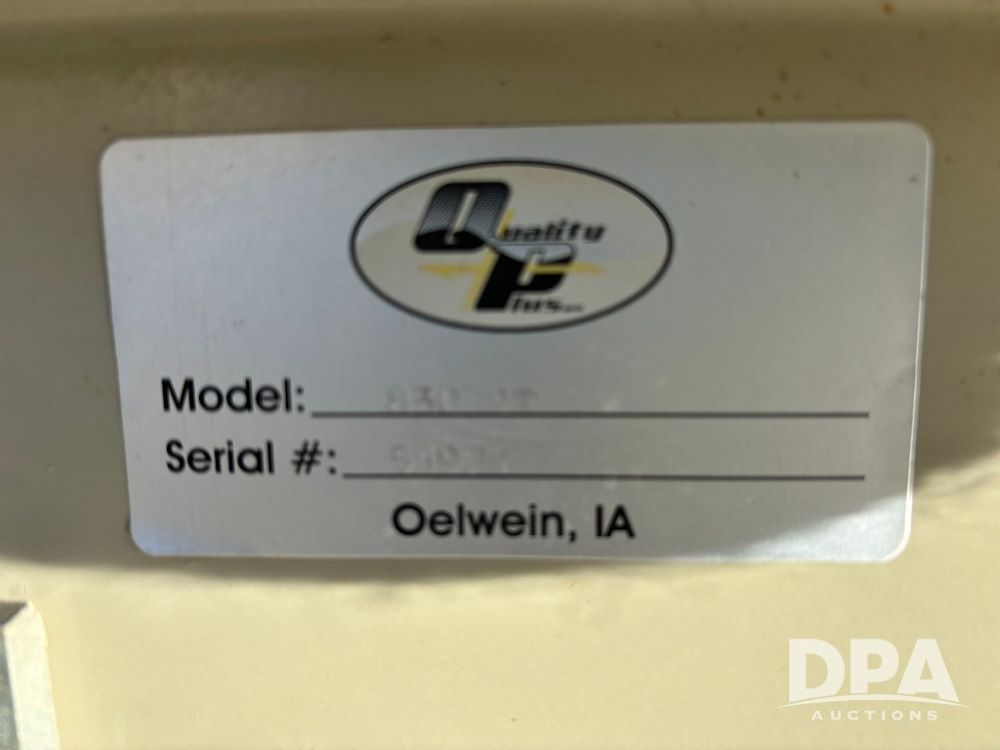 Quality
Plus
Model:
Serial #:
Oelwein, IA
DPA
AUCTIONS